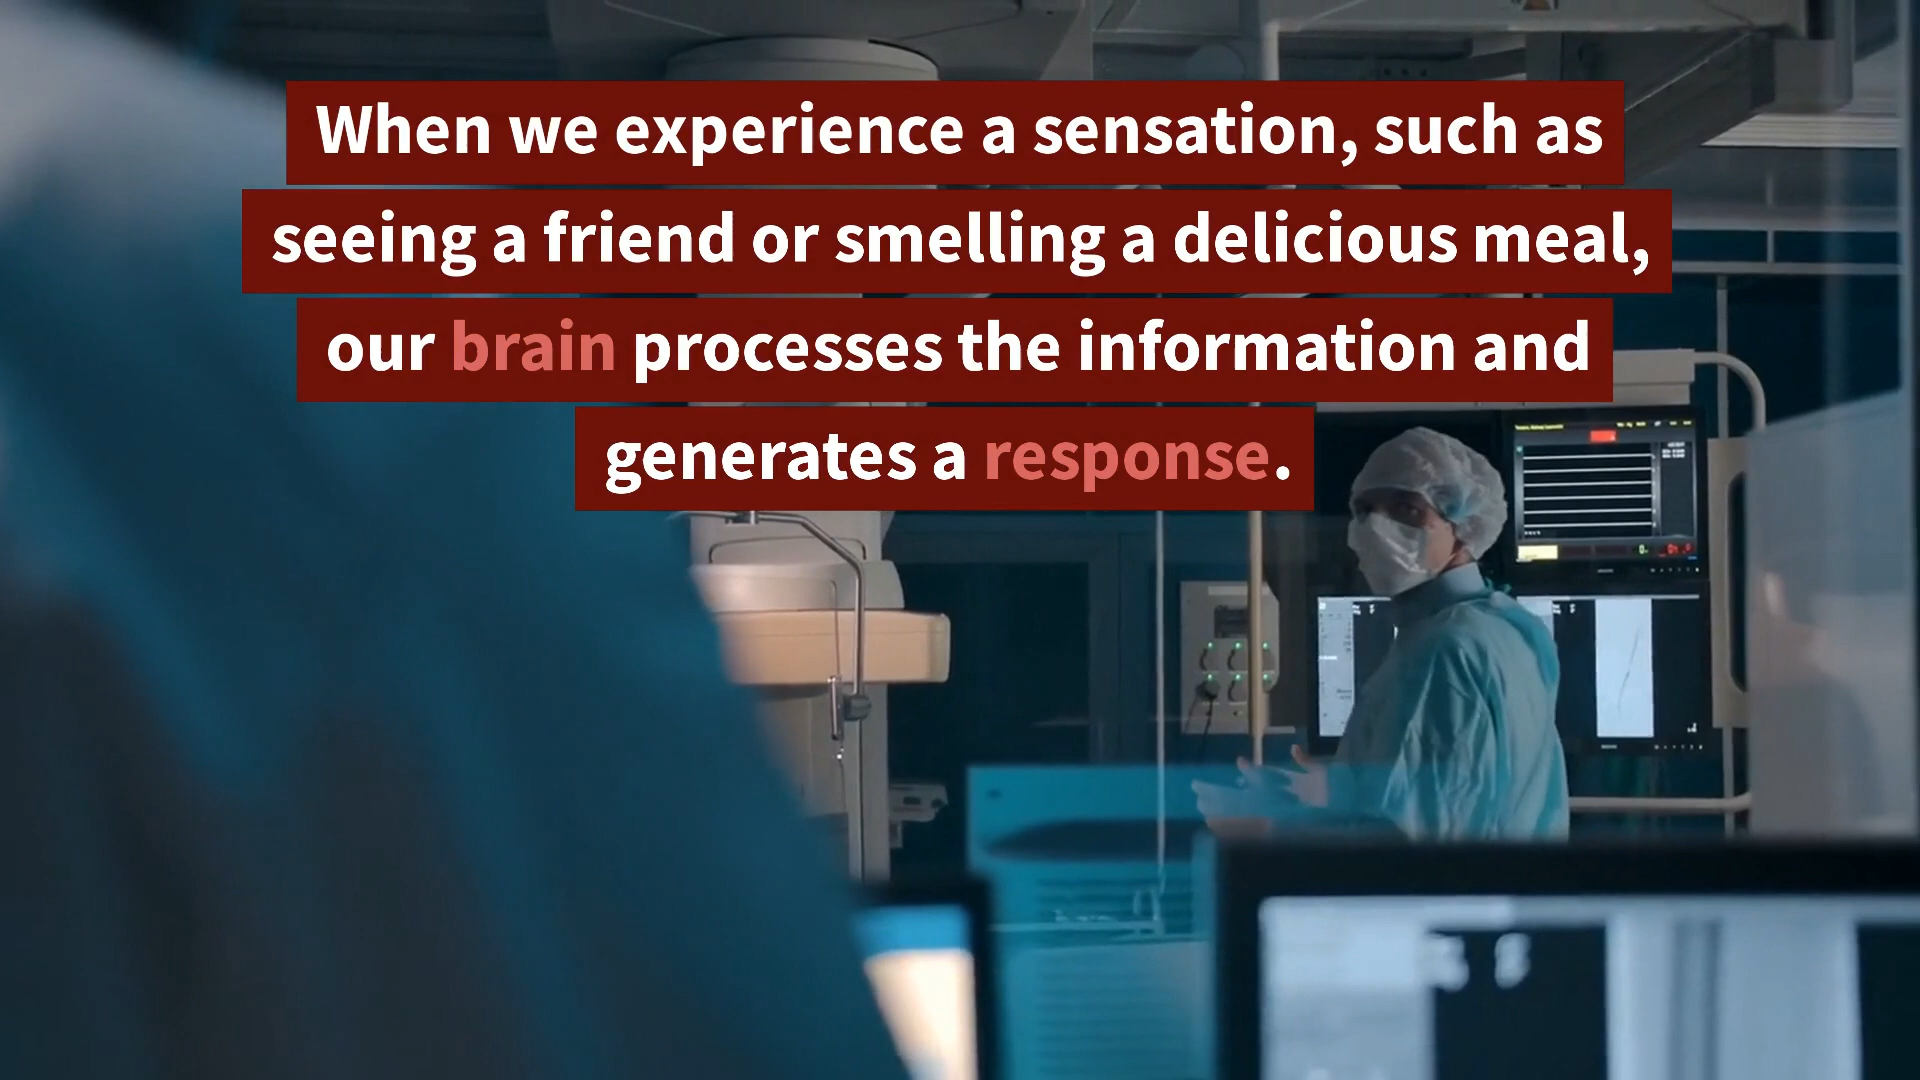 When we experience a sensation, such as
seeing a friend or smelling a delicious meal,
our brain processes the information and
generates a response.